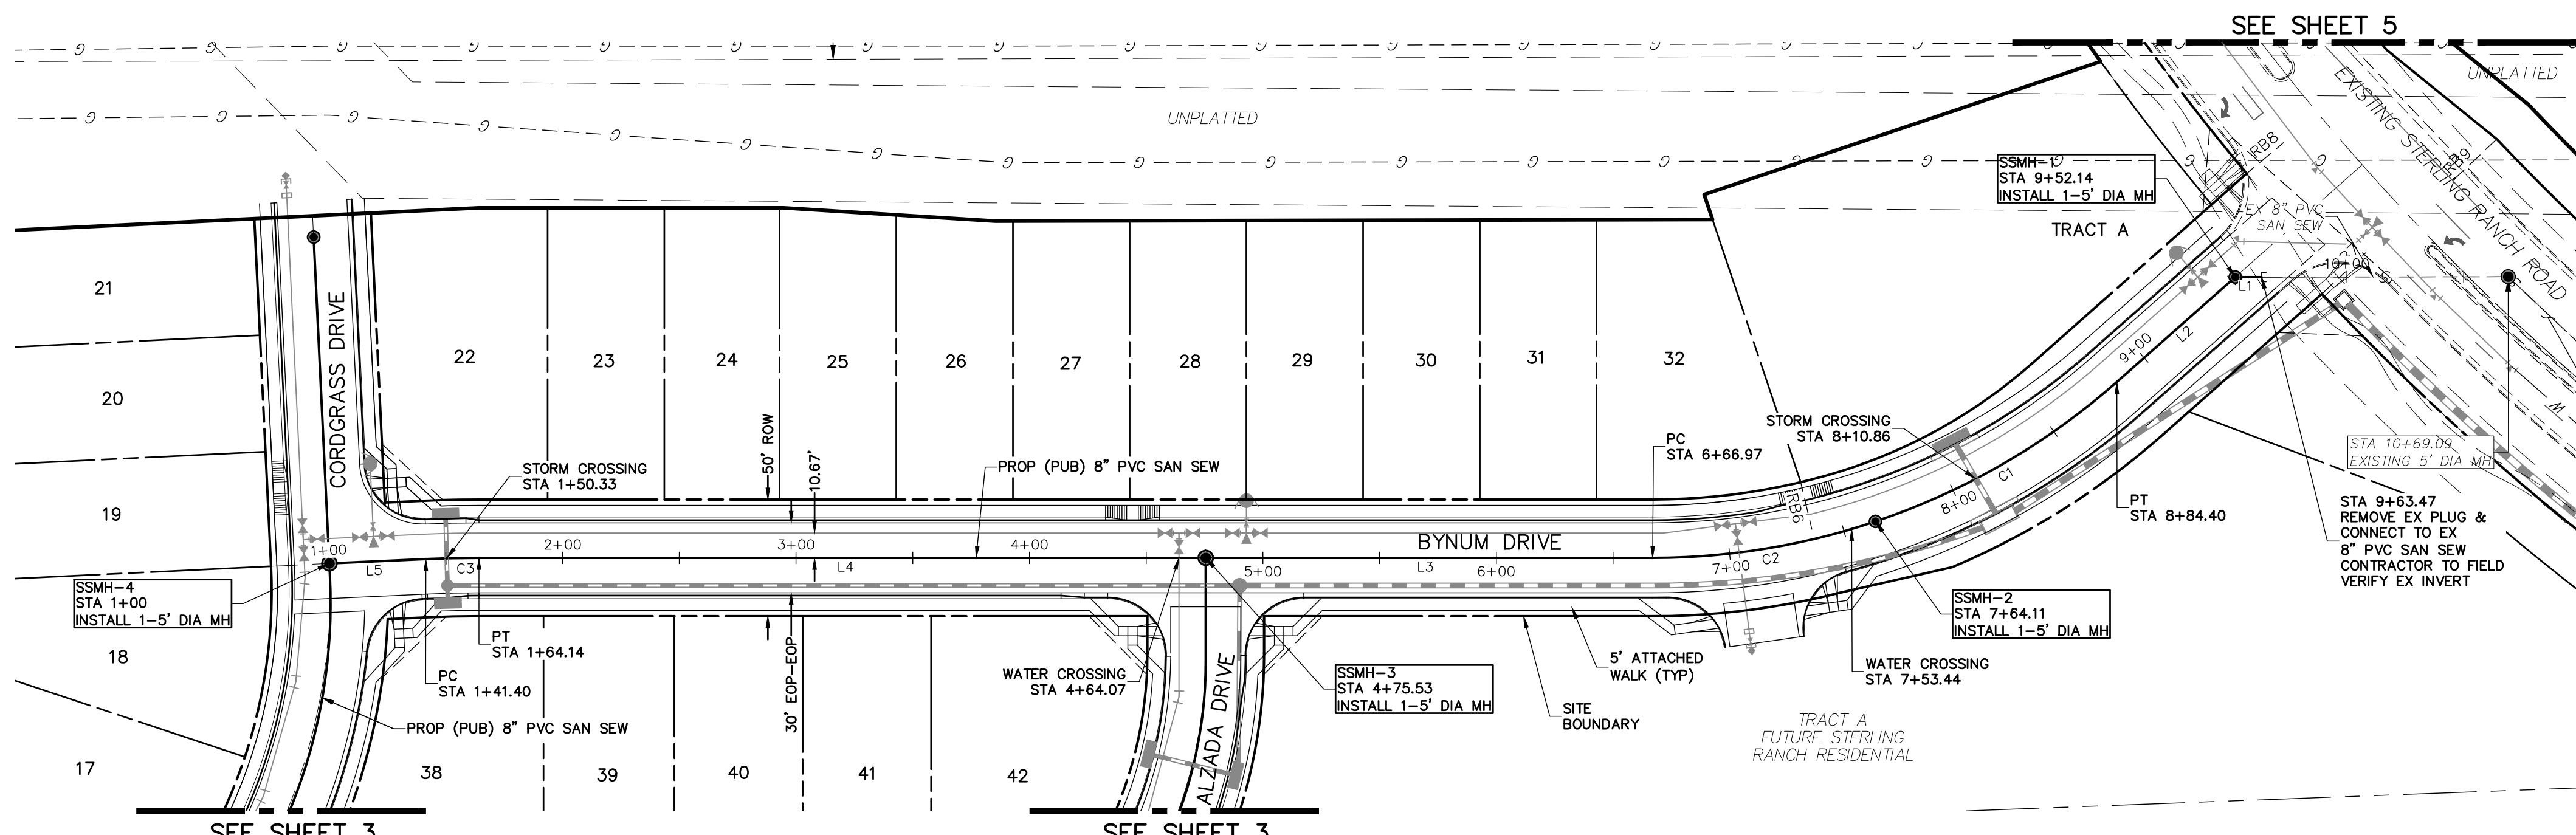 SEE SHEET 5
UNPLATTED
UNPLATTED
EXISTING STERLING RANCH ROAD
RB8
SSMH-1
STA 9+52.14
INSTALL 1-5' DIA MH
EX 8" PVC
SAN SEW
TRACT A
10+00
L1
L2
9+00
21
20
19
18
17
CORDGRASS DRIVE
22
23
24
25
26
27
28
29
30
31
32
50' ROW
10.67'
STORM CROSSING
STA 1+50.33
PROP (PUB) 8" PVC SAN SEW
PC
STA 6+66.97
STORM CROSSING
STA 8+10.86
RB6
C1
8+00
PT
STA 8+84.40
STA 10+69.09
EXISTING 5' DIA MH
STA 9+63.47
REMOVE EX PLUG &
CONNECT TO EX
8" PVC SAN SEW
CONTRACTOR TO FIELD
VERIFY EX INVERT
1+00
L5
C3
2+00
3+00
L4
4+00
5+00
BYNUM DRIVE
L3
6+00
7+00
C2
SSMH-4
STA 1+00
INSTALL 1-5' DIA MH
PT
STA 1+64.14
PC
STA 1+41.40
PROP (PUB) 8" PVC SAN SEW
30' EOP-EOP
WATER CROSSING
STA 4+64.07
ALZADA DRIVE
SSMH-3
STA 4+75.53
INSTALL 1-5' DIA MH
5' ATTACHED
WALK (TYP)
SITE
BOUNDARY
SSMH-2
STA 7+64.11
INSTALL 1-5' DIA MH
WATER CROSSING
STA 7+53.44
TRACT A
FUTURE STERLING
RANCH RESIDENTIAL
38
39
40
41
42
SEE SHEET 3
SEE SHEET 3